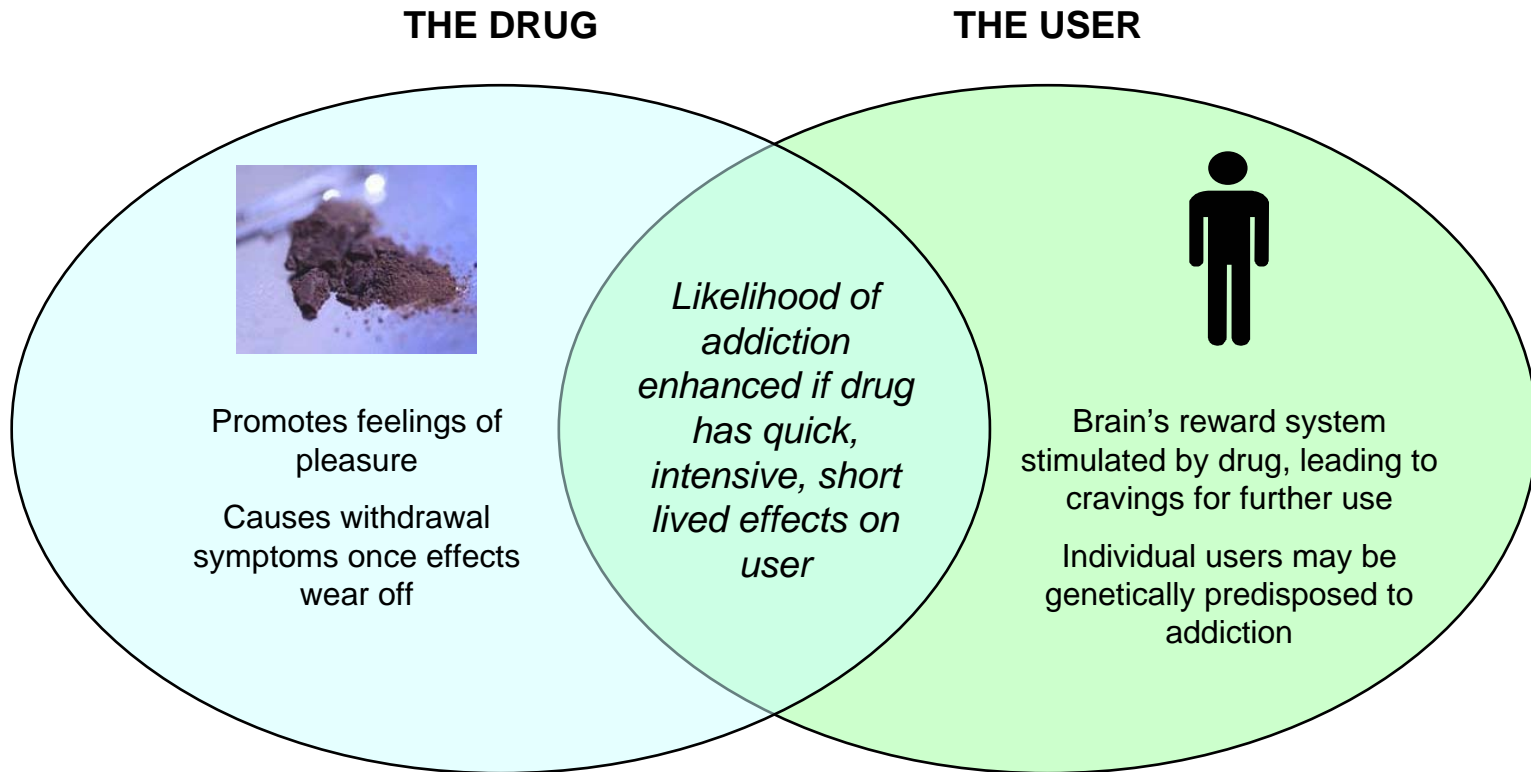 THE DRUG
THE USER
Promotes feelings of
pleasure
Causes withdrawal
symptoms once effects
wear off
Likelihood of
addiction
enhanced if drug
has quick,
intensive, short
lived effects on
user
Brain’s reward system
stimulated by drug, leading to
cravings for further use
Individual users may be
genetically predisposed to
addiction